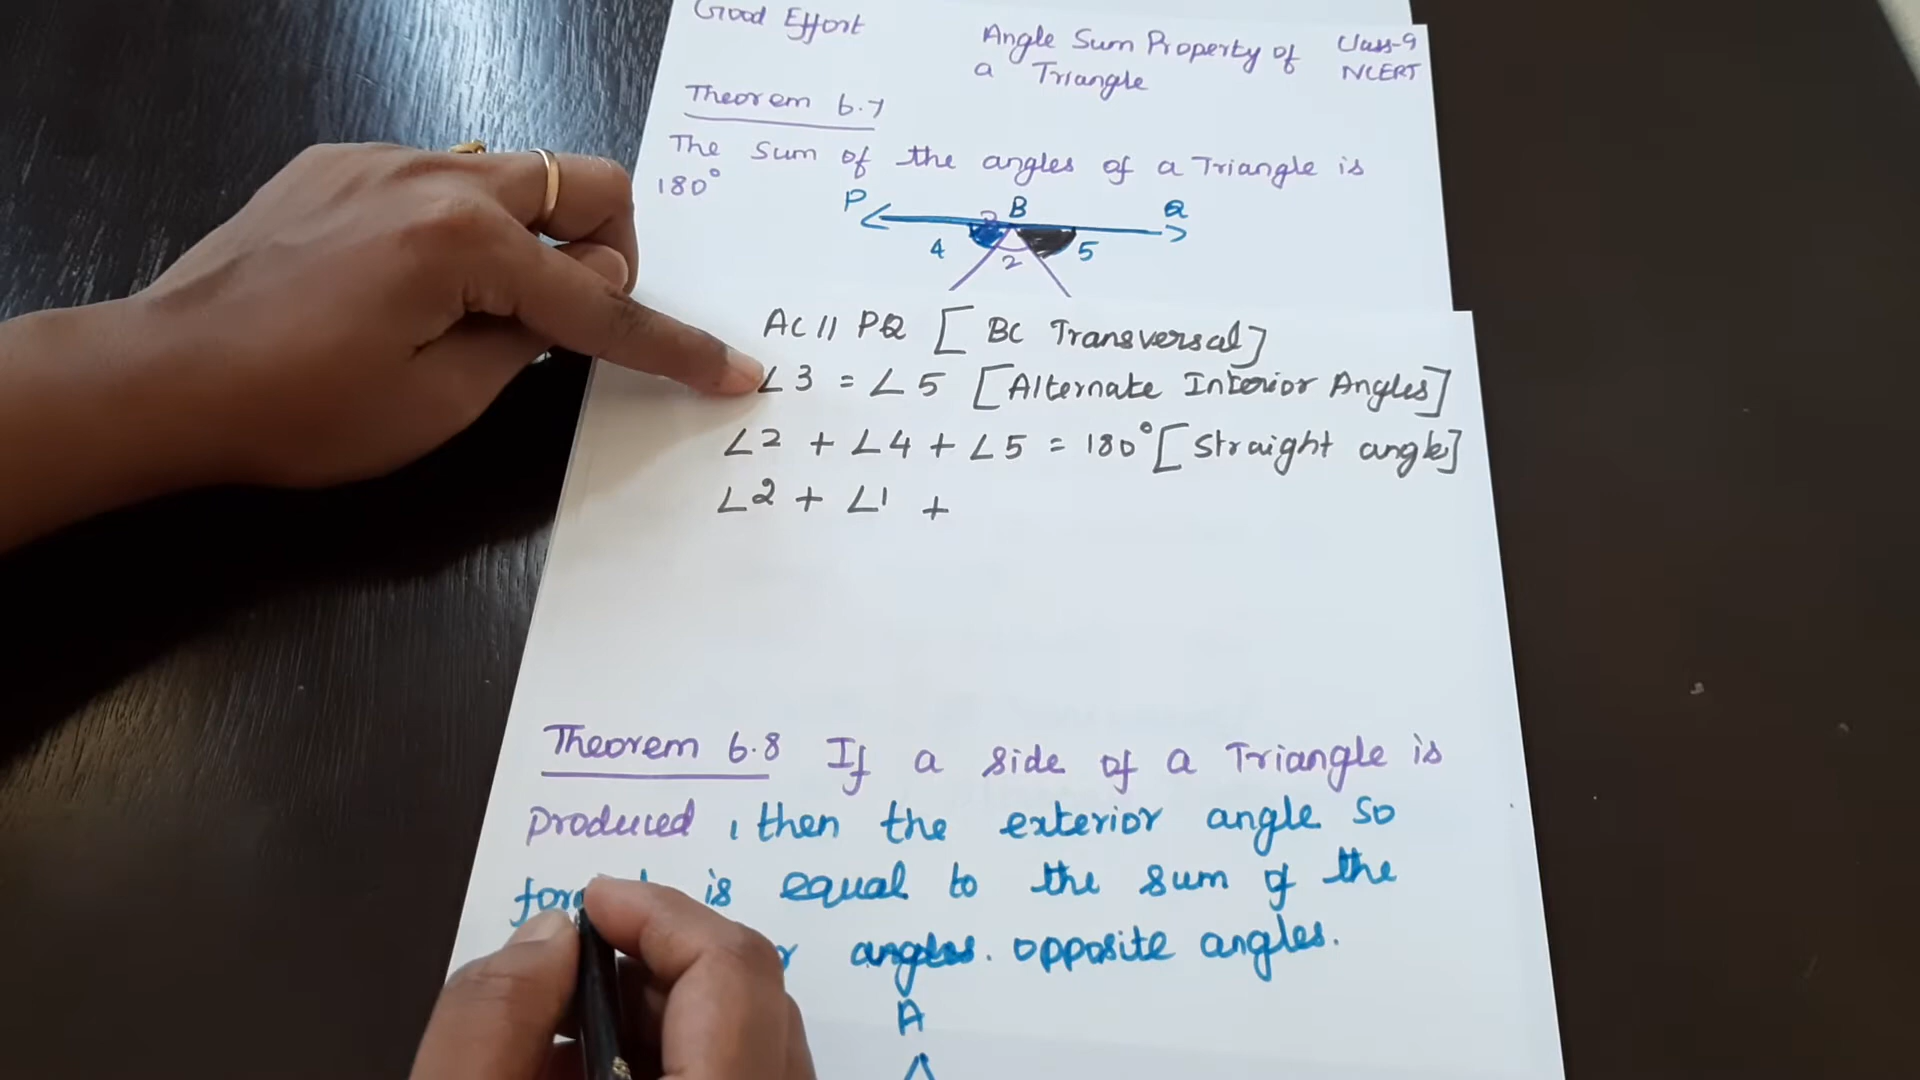 Good Effort
Angle Sum Property of
a Triangle
Class-9
NCERT
Theorem 6.7
The Sum of the angles of a Triangle is
180°
P B Q
4 2 5
AC || PQ [BC Transversal]
∠3 = ∠5 [Alternate Interior Angles]
∠2 + ∠4 + ∠5 = 180° [Straight angle]
∠2 + ∠1 +
Theorem 6.8 If a side of a Triangle is
produced, then the exterior angle so
is equal to the sum of the
angles. opposite angles.
A